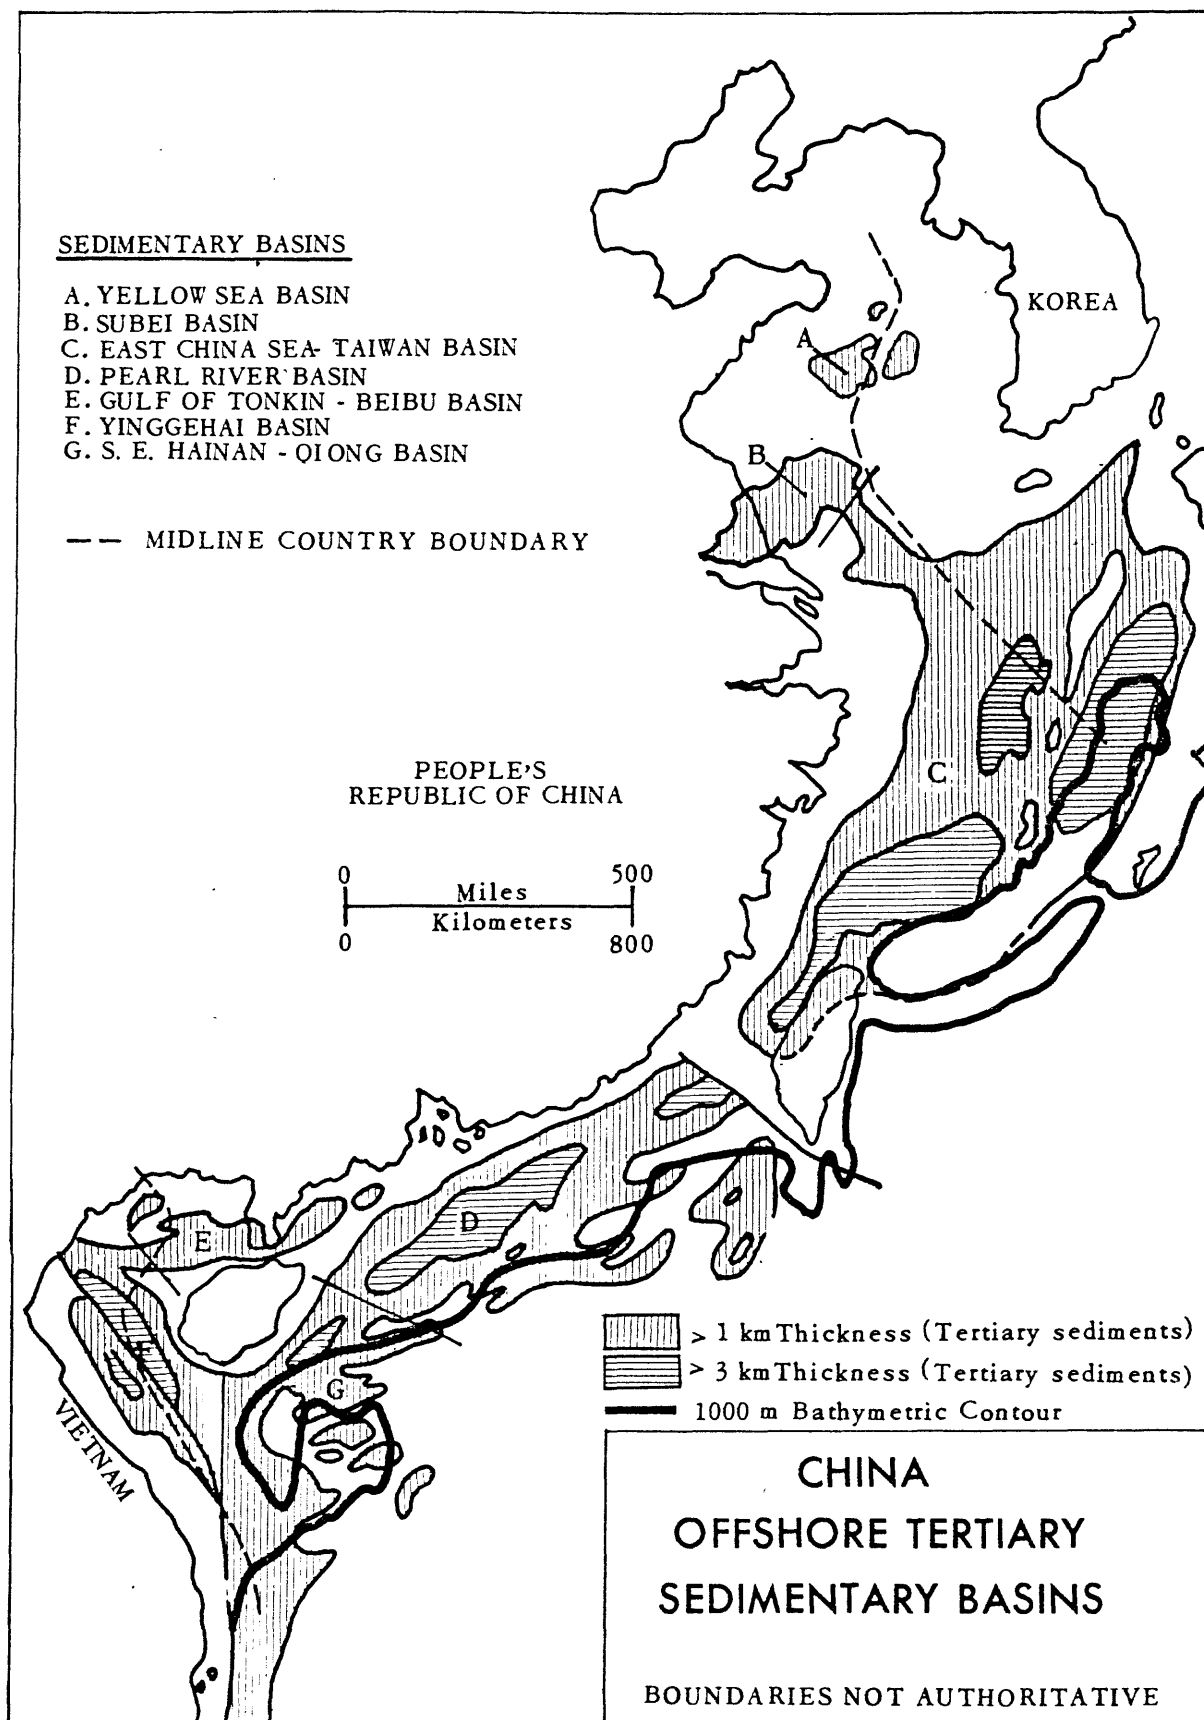 SEDIMENTARY BASINS
A. YELLOW SEA BASIN
B. SUBEI BASIN
C. EAST CHINA SEA- TAIWAN BASIN
D. PEARL RIVER BASIN
E. GULF OF TONKIN - BEIBU BASIN
F. YINGGEHAI BASIN
G. S. E. HAINAN - QIONG BASIN
-- MIDLINE COUNTRY BOUNDARY
KOREA
A
B
C
PEOPLE'S
REPUBLIC OF CHINA
0 500
Miles
Kilometers
0 800
D
E
F
G
VIETNAM
> 1 km Thickness (Tertiary sediments)
> 3 km Thickness (Tertiary sediments)
1000 m Bathymetric Contour
CHINA
OFFSHORE TERTIARY
SEDIMENTARY BASINS
BOUNDARIES NOT AUTHORITATIVE